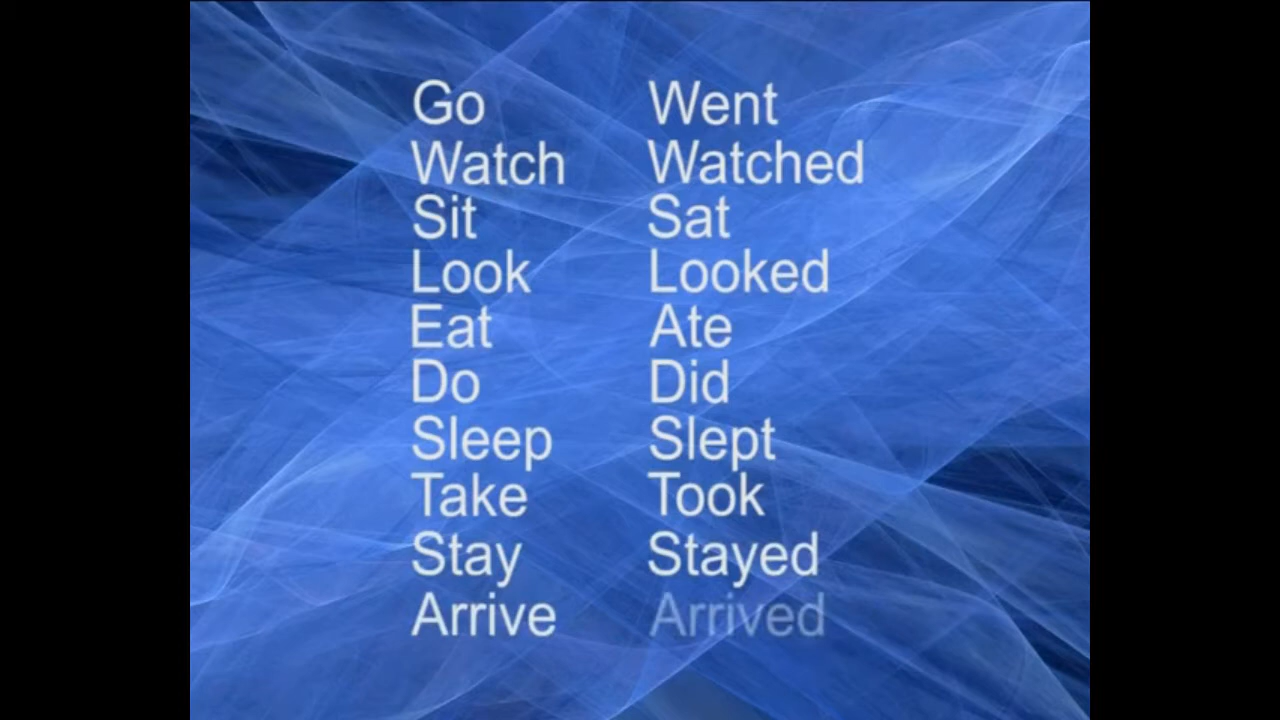 Go Went
Watch Watched
Sit Sat
Look Looked
Eat Ate
Do Did
Sleep Slept
Take Took
Stay Stayed
Arrive Arrived